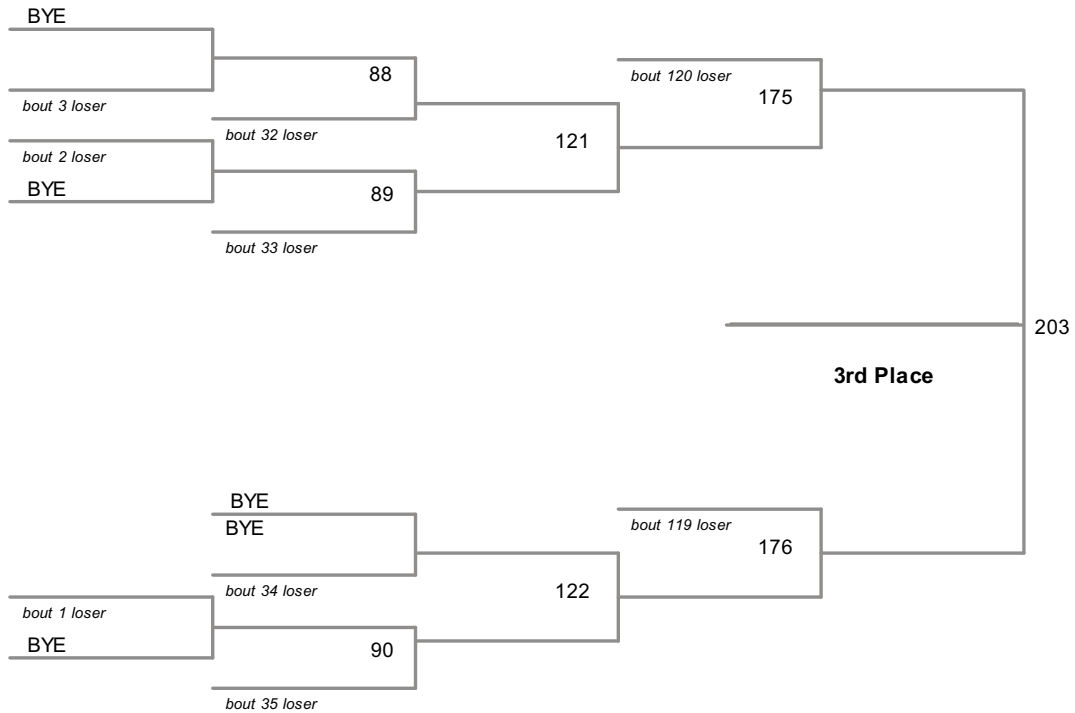 BYE
bout 3 loser
bout 2 loser
BYE
88
bout 32 loser
89
bout 33 loser
121
bout 120 loser
175
203
3rd Place
BYE
BYE
bout 34 loser
bout 1 loser
BYE
90
bout 35 loser
122
bout 119 loser
176